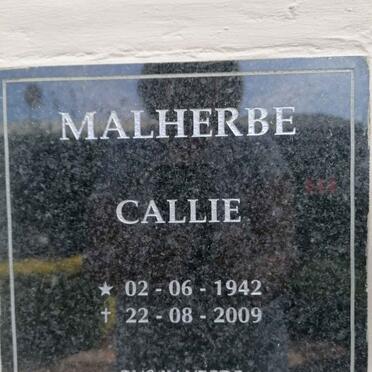 MALHERBE
CALLIE
★ 02 - 06 - 1942
† 22 - 08 - 2009